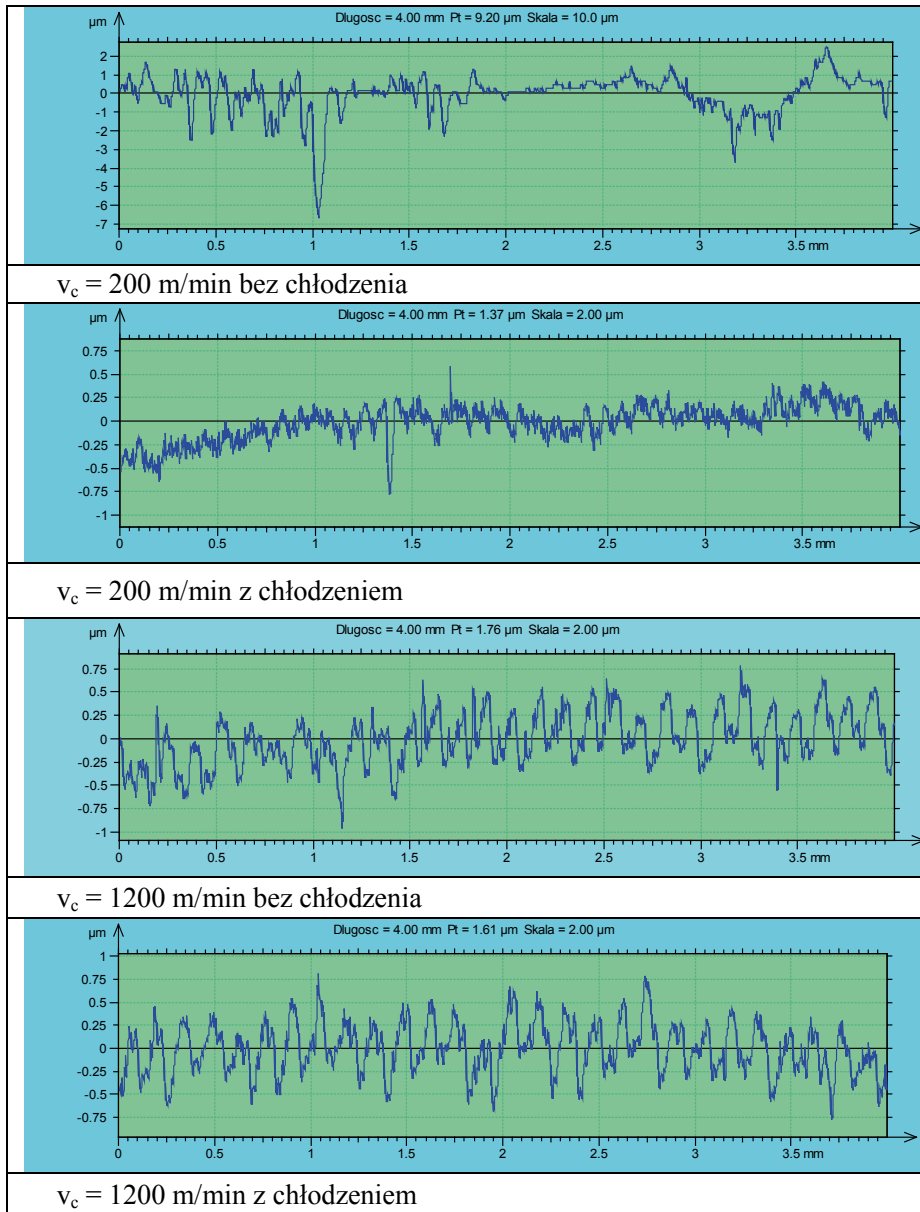 Dlugosc = 4.00 mm Pt = 9.20 µm Skala = 10.0 µm
µm
2
1
0
-1
-2
-3
-4
-5
-6
-7
0 0.5 1 1.5 2 2.5 3 3.5 mm
v_c = 200 m/min bez chłodzenia
Dlugosc = 4.00 mm Pt = 1.37 µm Skala = 2.00 µm
µm
0.75
0.5
0.25
0
-0.25
-0.5
-0.75
-1
0 0.5 1 1.5 2 2.5 3 3.5 mm
v_c = 200 m/min z chłodzeniem
Dlugosc = 4.00 mm Pt = 1.76 µm Skala = 2.00 µm
µm
0.75
0.5
0.25
0
-0.25
-0.5
-0.75
-1
0 0.5 1 1.5 2 2.5 3 3.5 mm
v_c = 1200 m/min bez chłodzenia
Dlugosc = 4.00 mm Pt = 1.61 µm Skala = 2.00 µm
µm
1
0.75
0.5
0.25
0
-0.25
-0.5
-0.75
0 0.5 1 1.5 2 2.5 3 3.5 mm
v_c = 1200 m/min z chłodzeniem